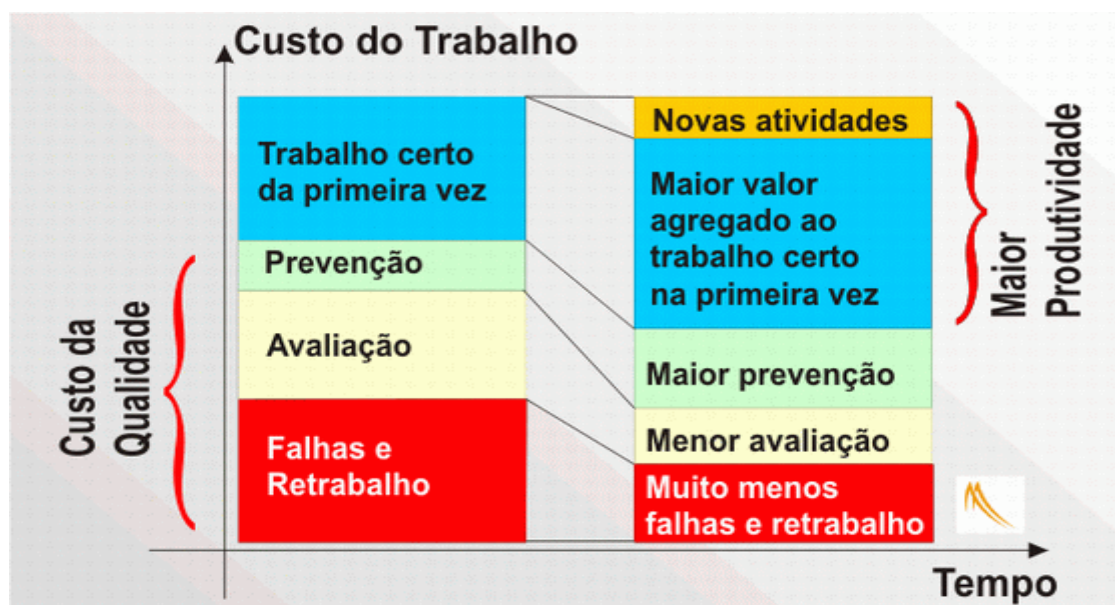 Custo do Trabalho
Trabalho certo
da primeira vez
Prevenção
Avaliação
Falhas e
Retrabalho
Custo da
Qualidade
Novas atividades
Maior valor
agregado ao
trabalho certo
na primeira vez
Maior prevenção
Menor avaliação
Muito menos
falhas e retrabalho
Maior
Produtividade
Tempo